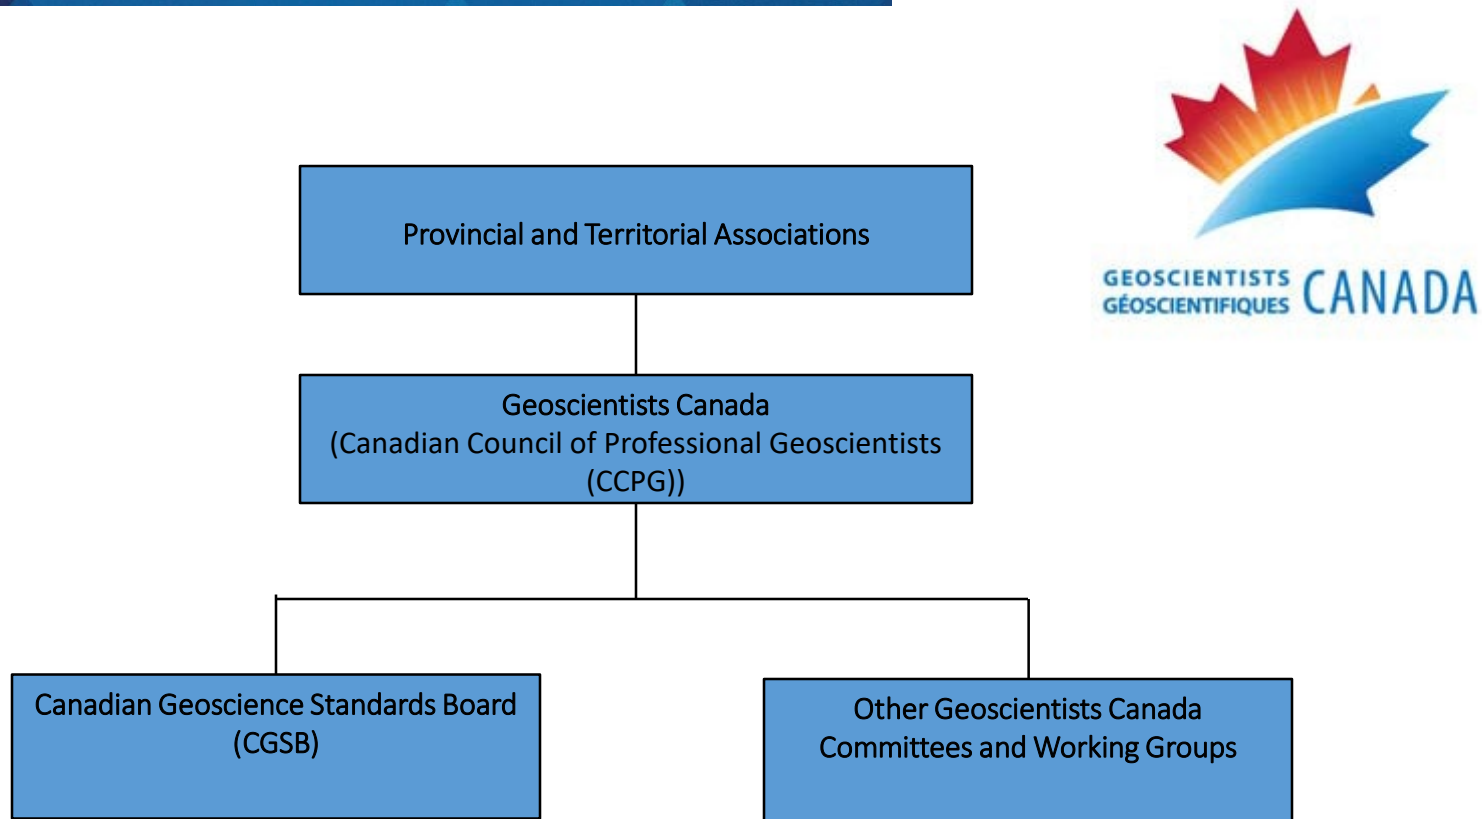 Provincial and Territorial Associations
GEOSCIENTISTS
GÉOSCIENTIFIQUES
CANADA
Geoscientists Canada
(Canadian Council of Professional Geoscientists
(CCPG))
Canadian Geoscience Standards Board
(CGSB)
Other Geoscientists Canada
Committees and Working Groups